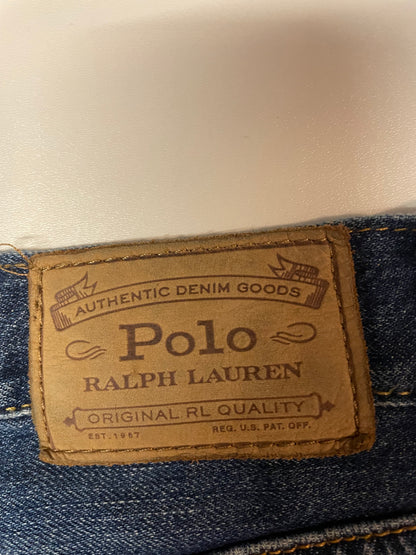 AUTHENTIC DENIM GOODS
Polo
RALPH LAUREN
ORIGINAL RL QUALITY
EST. 1967 REG. U.S. PAT. OFF.